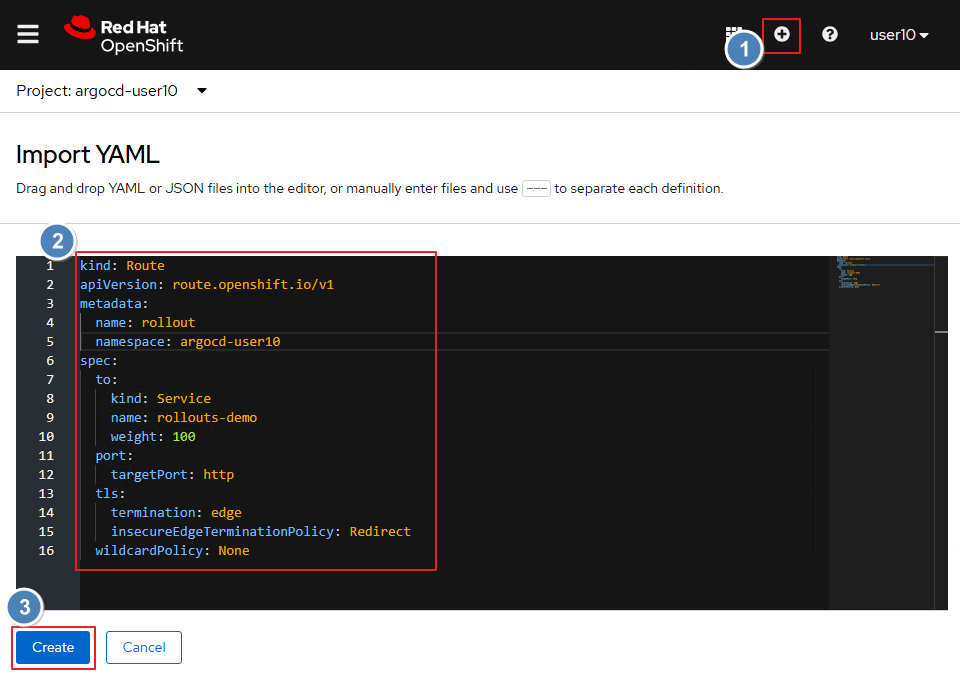 Red Hat
OpenShift
1
user10
Project: argocd-user10
Import YAML
Drag and drop YAML or JSON files into the editor, or manually enter files and use --- to separate each definition.
2
1 kind: Route
2 apiVersion: route.openshift.io/v1
3 metadata:
4   name: rollout
5   namespace: argocd-user10
6 spec:
7   to:
8     kind: Service
9     name: rollouts-demo
10     weight: 100
11   port:
12     targetPort: http
13   tls:
14     termination: edge
15     insecureEdgeTerminationPolicy: Redirect
16   wildcardPolicy: None
3
Create Cancel